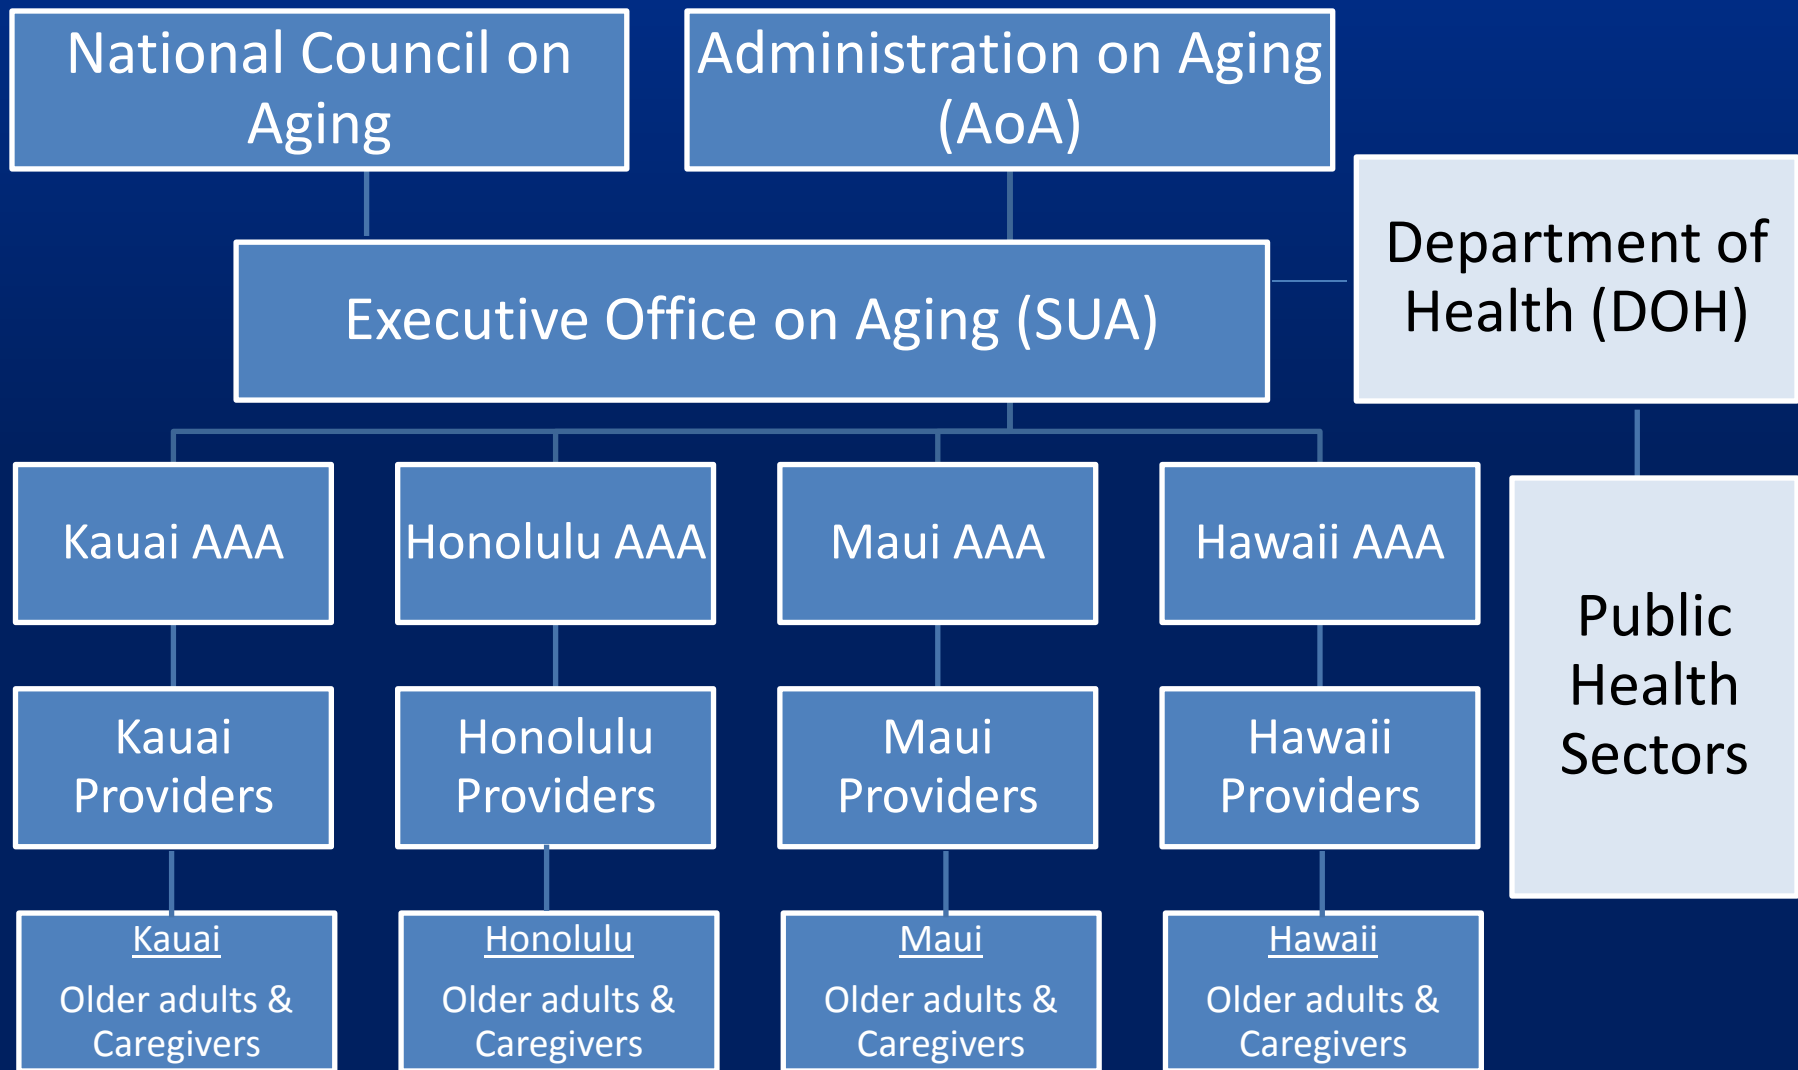 National Council on
Aging
Administration on Aging
(AoA)
Department of
Health (DOH)
Executive Office on Aging (SUA)
Kauai AAA
Honolulu AAA
Maui AAA
Hawaii AAA
Public
Health
Sectors
Kauai
Providers
Honolulu
Providers
Maui
Providers
Hawaii
Providers
Kauai
Older adults &
Caregivers
Honolulu
Older adults &
Caregivers
Maui
Older adults &
Caregivers
Hawaii
Older adults &
Caregivers